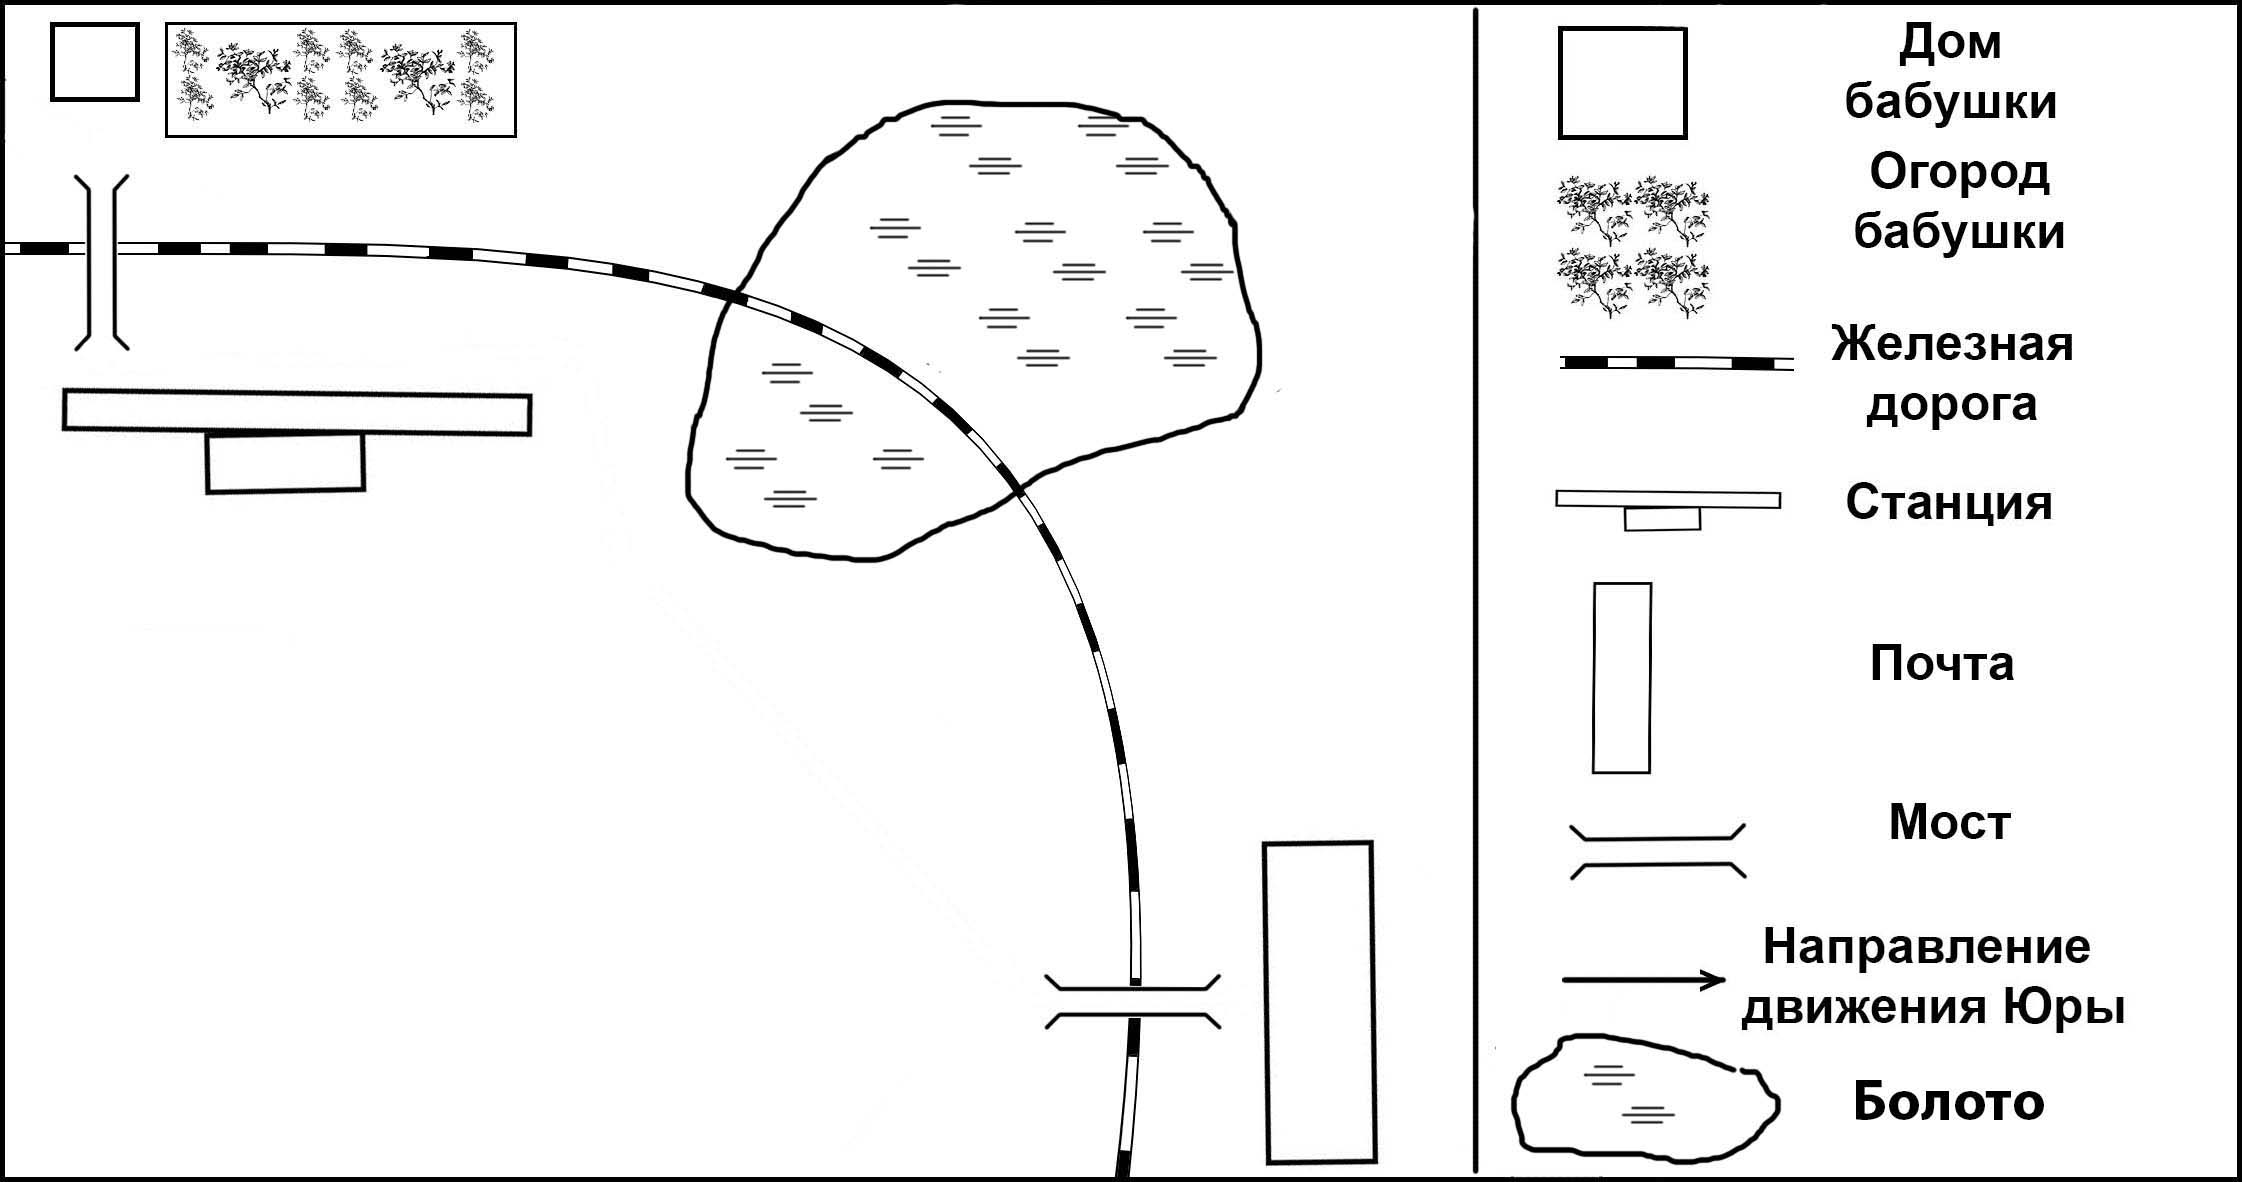 Дом
бабушки
Огород
бабушки
Железная
дорога
Станция
Почта
Мост
Направление
движения Юры
Болото